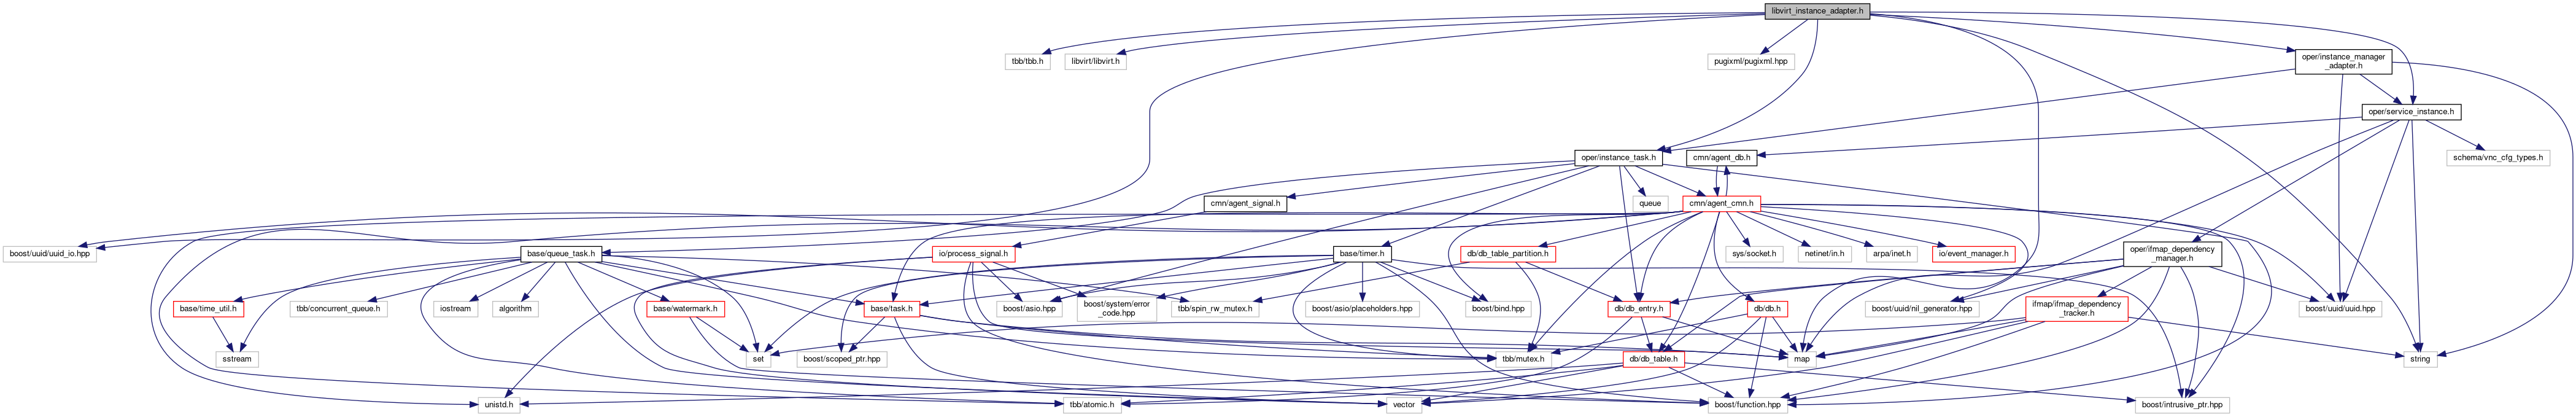 libvirt_instance_adapter.h
tbb/tbb.h
libvirt/libvirt.h
pugixml/pugixml.hpp
oper/instance_manager
_adapter.h
oper/service_instance.h
oper/instance_task.h
cmn/agent_db.h
schema/vnc_cfg_types.h
cmn/agent_signal.h
queue
cmn/agent_cmn.h
boost/uuid/uuid_io.hpp
base/queue_task.h
io/process_signal.h
base/timer.h
db/db_table_partition.h
sys/socket.h
netinet/in.h
arpa/inet.h
io/event_manager.h
oper/ifmap_dependency
_manager.h
base/time_util.h
tbb/concurrent_queue.h
iostream
algorithm
base/watermark.h
base/task.h
boost/asio.hpp
boost/system/error
_code.hpp
tbb/spin_rw_mutex.h
boost/asio/placeholders.hpp
boost/bind.hpp
db/db_entry.h
db/db.h
boost/uuid/nil_generator.hpp
ifmap/ifmap_dependency
_tracker.h
boost/uuid/uuid.hpp
sstream
set
boost/scoped_ptr.hpp
tbb/mutex.h
db/db_table.h
map
string
unistd.h
tbb/atomic.h
vector
boost/function.hpp
boost/intrusive_ptr.hpp